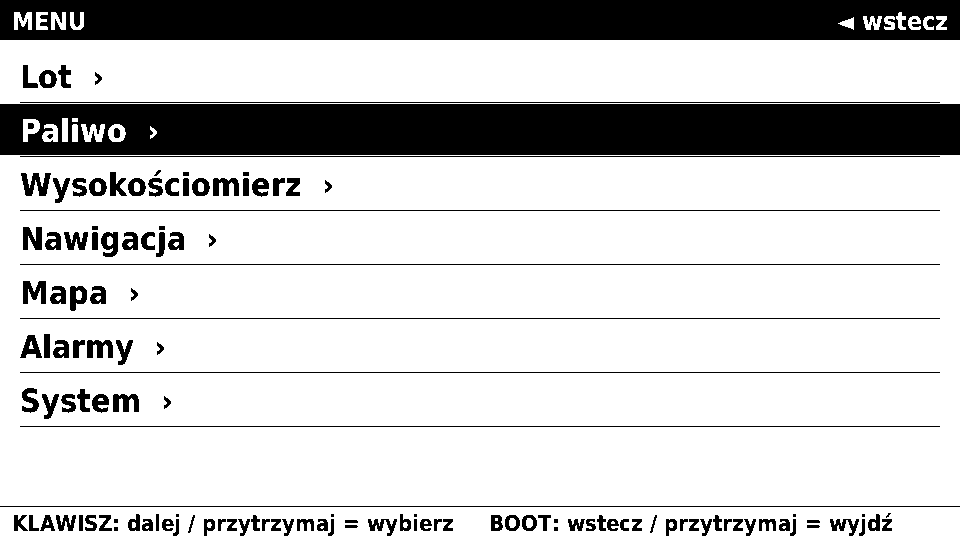 MENU ◄ wstecz
Lot ›
Paliwo ›
Wysokościomierz ›
Nawigacja ›
Mapa ›
Alarmy ›
System ›
KLAWISZ: dalej / przytrzymaj = wybierz BOOT: wstecz / przytrzymaj = wyjdź